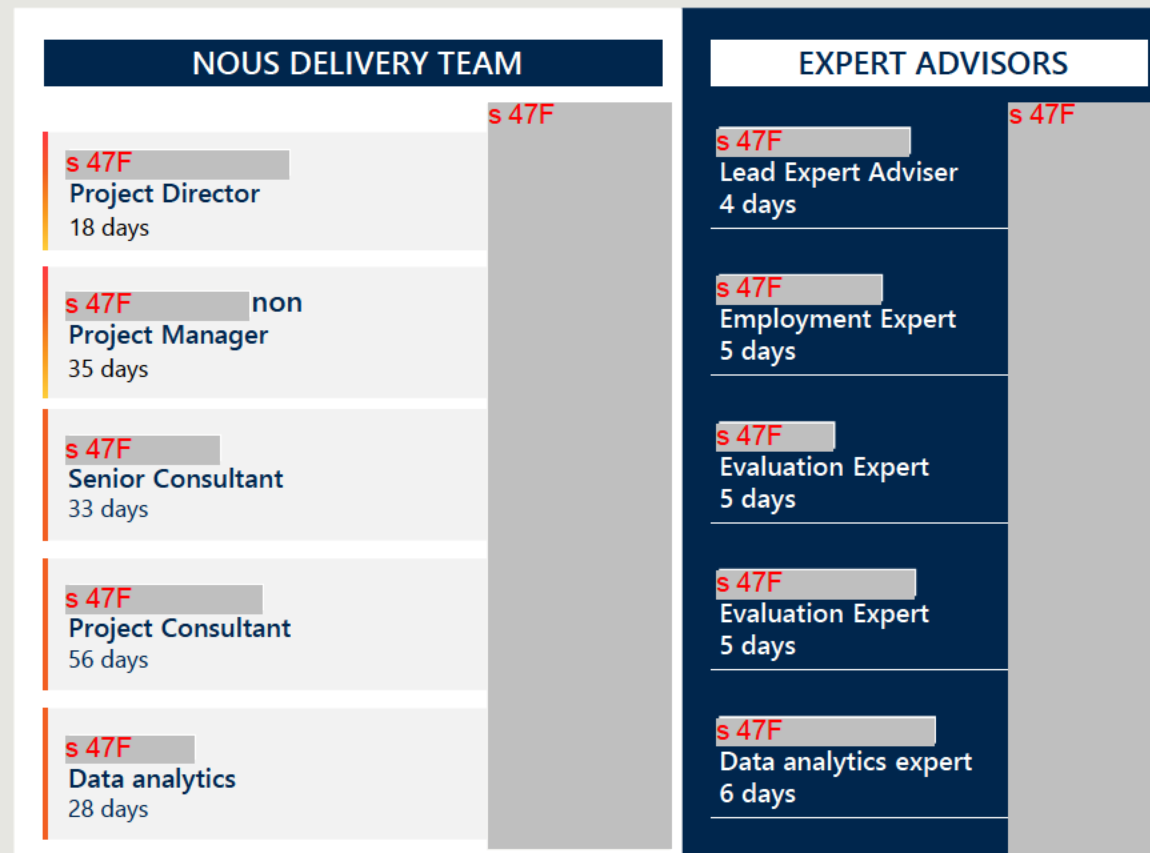 NOUS DELIVERY TEAM
s 47F
s 47F
Project Director
18 days
s 47F non
Project Manager
35 days
s 47F
Senior Consultant
33 days
s 47F
Project Consultant
56 days
s 47F
Data analytics
28 days
EXPERT ADVISORS
s 47F
s 47F
Lead Expert Adviser
4 days
s 47F
Employment Expert
5 days
s 47F
Evaluation Expert
5 days
s 47F
Evaluation Expert
5 days
s 47F
Data analytics expert
6 days